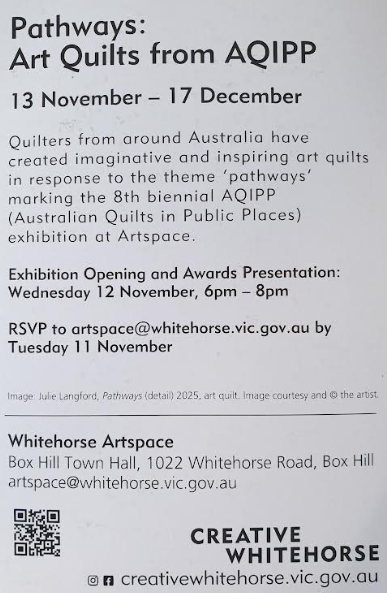 Pathways:
Art Quilts from AQIPP
13 November – 17 December
Quilters from around Australia have
created imaginative and inspiring art quilts
in response to the theme 'pathways'
marking the 8th biennial AQIPP
(Australian Quilts in Public Places)
exhibition at Artspace.
Exhibition Opening and Awards Presentation:
Wednesday 12 November, 6pm – 8pm
RSVP to artspace@whitehorse.vic.gov.au by
Tuesday 11 November
Image: Julie Langford, Pathways (detail) 2025, art quilt. Image courtesy and © the artist.
Whitehorse Artspace
Box Hill Town Hall, 1022 Whitehorse Road, Box Hill
artspace@whitehorse.vic.gov.au
CREATIVE
WHITEHORSE
creativewhitehorse.vic.gov.au